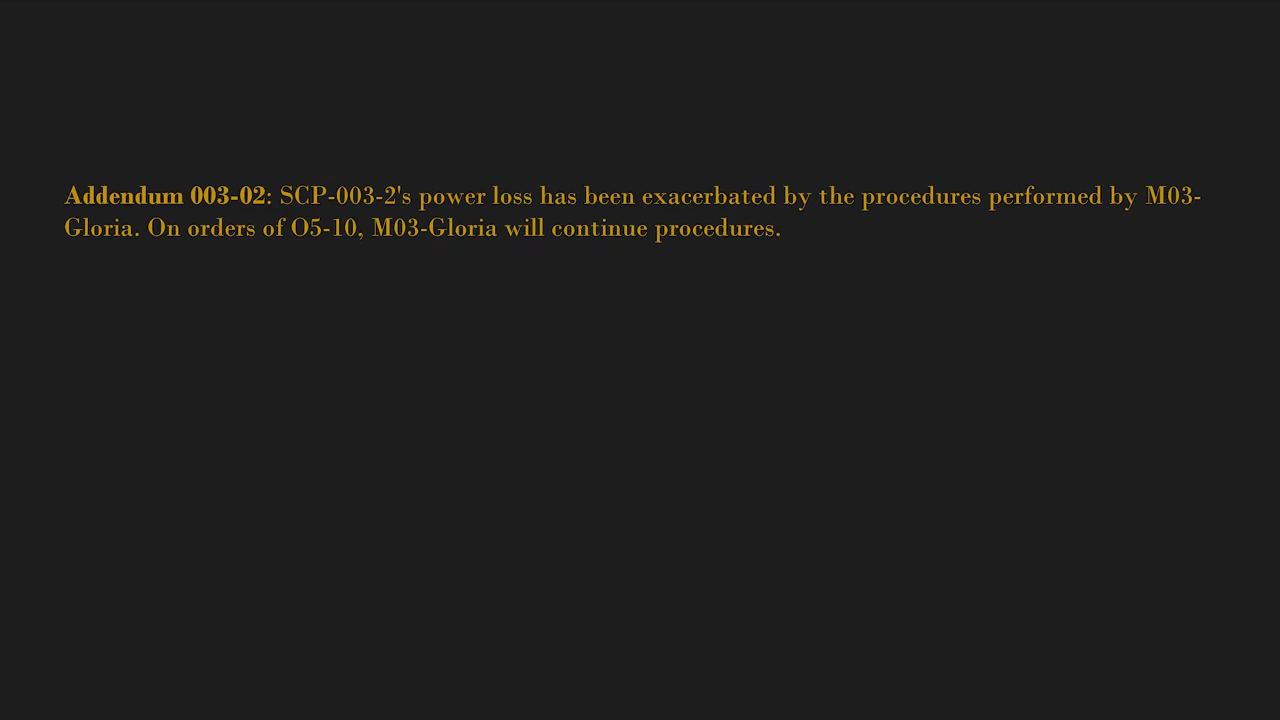 Addendum 003-02: SCP-003-2's power loss has been exacerbated by the procedures performed by M03-
Gloria. On orders of O5-10, M03-Gloria will continue procedures.